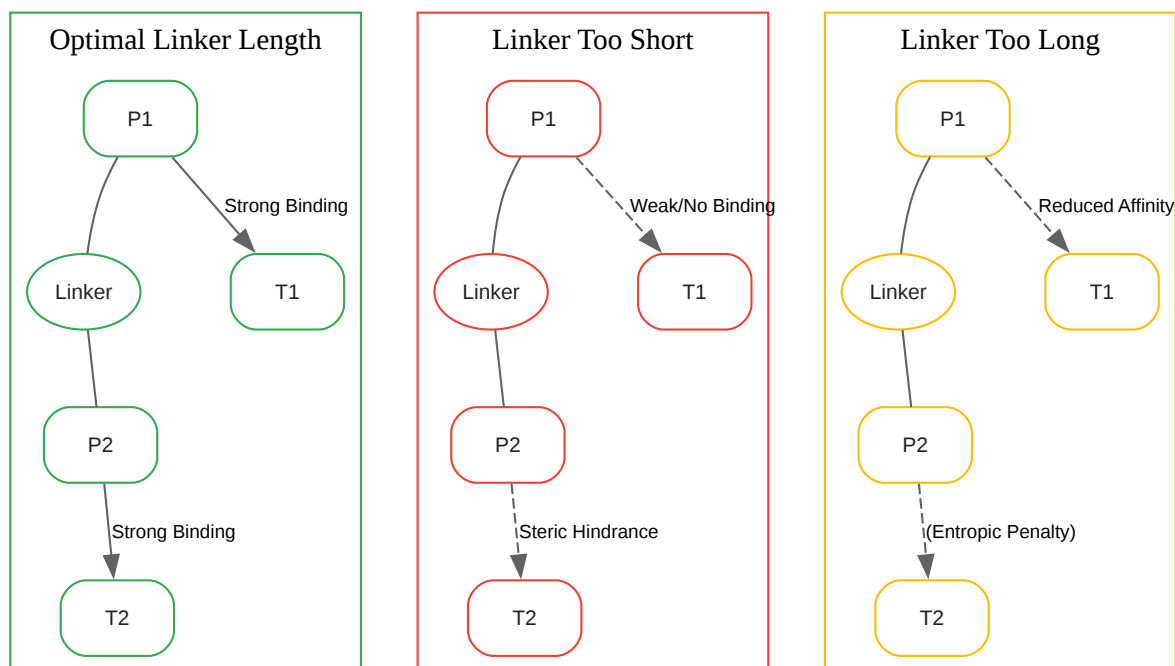 Optimal Linker Length
P1
Strong Binding
Linker
T1
P2
Strong Binding
T2
Linker Too Short
P1
Weak/No Binding
Linker
T1
P2
Steric Hindrance
T2
Linker Too Long
P1
Reduced Affinity
Linker
T1
P2
(Entropic Penalty)
T2